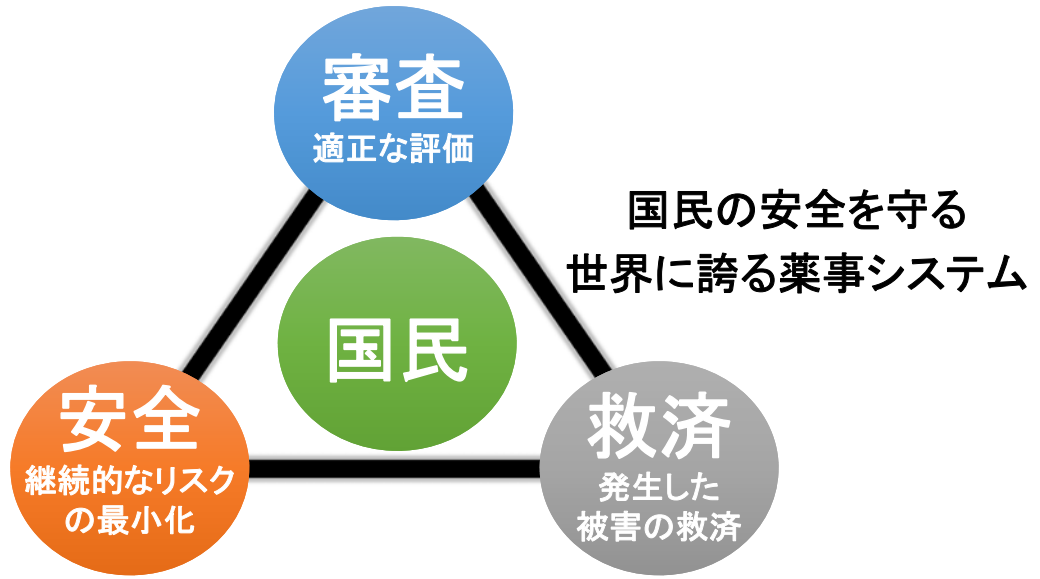 審査
適正な評価
国民の安全を守る
世界に誇る薬事システム
国民
安全
継続的なリスク
の最小化
救済
発生した
被害の救済